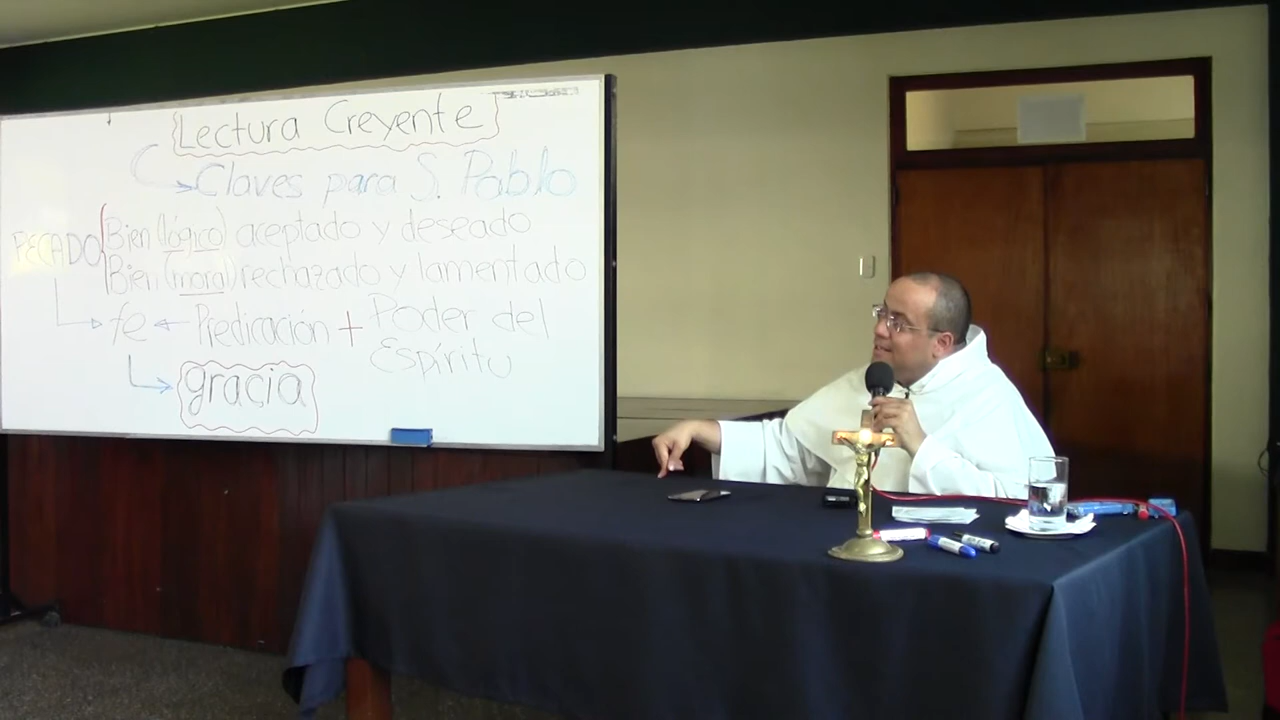 Lectura Creyente
Claves para S. Pablo
PECADO
Bien (lógico) aceptado y deseado
Bien (moral) rechazado y lamentado
fe ← Predicación + Poder del Espíritu
gracia